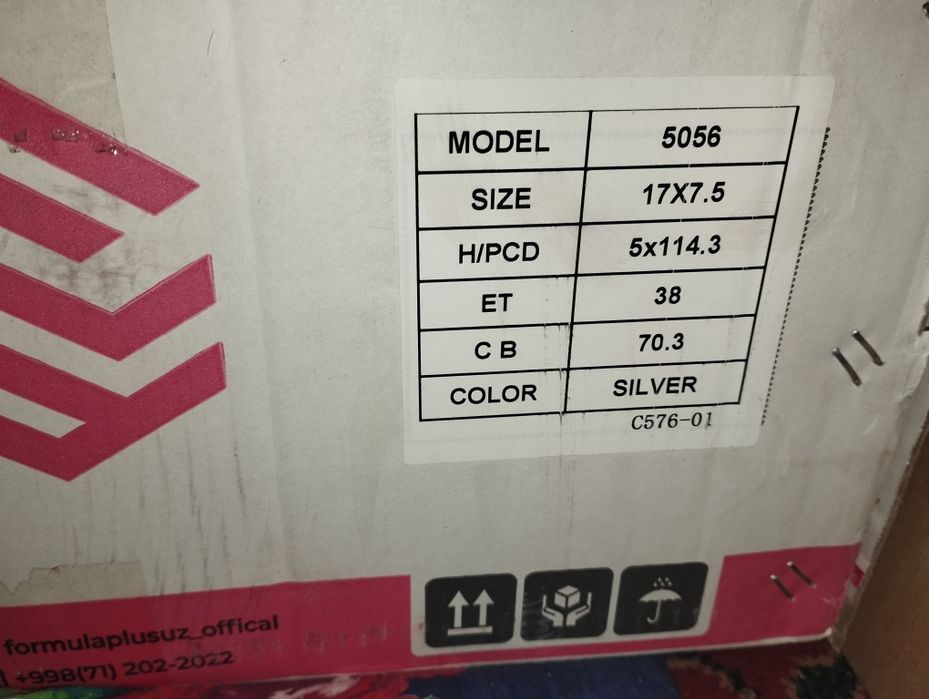 MODEL 5056
SIZE 17X7.5
H/PCD 5x114.3
ET 38
C B 70.3
COLOR SILVER
C576-01
formulaplusuz_offical
+998(71) 202-2022